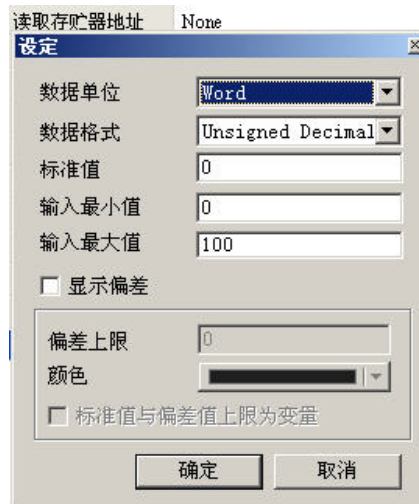 读取存贮器地址 None
设定
数据单位 Word
数据格式 Unsigned Decimal
标准值 0
输入最小值 0
输入最大值 100
显示偏差
偏差上限 0
颜色
标准值与偏差值上限为变量
确定 取消